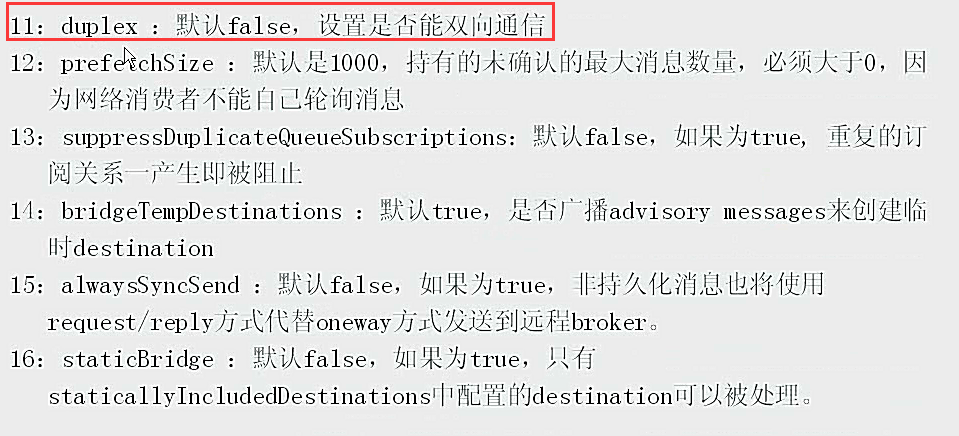 11：duplex ：默认false，设置是否能双向通信
12：prefetchSize ：默认是1000，持有的未确认的最大消息数量，必须大于0，因
为网络消费者不能自己轮询消息
13：suppressDuplicateQueueSubscriptions：默认false，如果为true, 重复的订
阅关系一产生即被阻止
14：bridgeTempDestinations ：默认true，是否广播advisory messages来创建临
时destination
15：alwaysSyncSend ：默认false，如果为true，非持久化消息也将使用
request/reply方式代替oneway方式发送到远程broker。
16：staticBridge ：默认false，如果为true，只有
staticallyIncludedDestinations中配置的destination可以被处理。